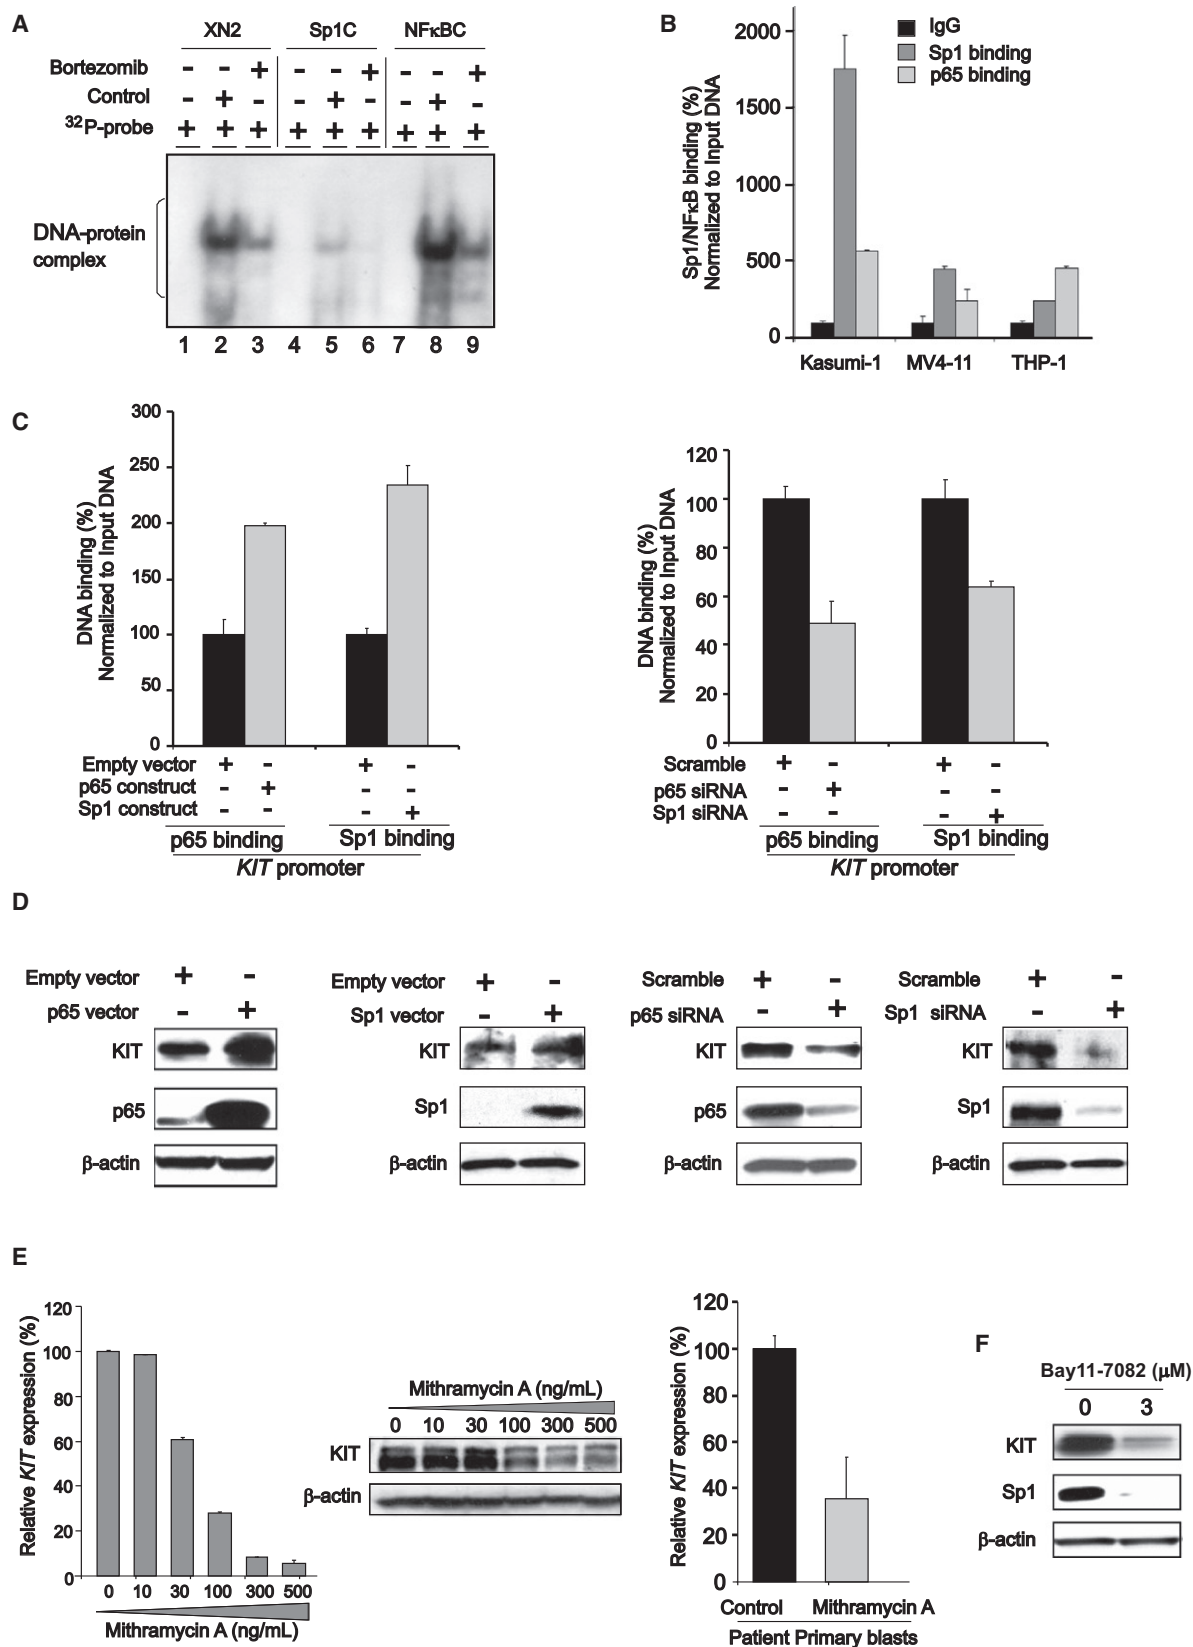 A
XN2 Sp1C NFκBC
Bortezomib - - + - - + - - +
Control - + - - + - - + -
32P-probe + + + + + + + + +
DNA-protein
complex
1 2 3 4 5 6 7 8 9
B
IgG
Sp1 binding
p65 binding
Sp1/NFκB binding (%)
Normalized to Input DNA
2000
1500
1000
500
0
Kasumi-1 MV4-11 THP-1
C
DNA binding (%)
Normalized to Input DNA
300
250
200
150
100
50
0
Empty vector + - + -
p65 construct - + - -
Sp1 construct - - - +
p65 binding Sp1 binding
KIT promoter
DNA binding (%)
Normalized to Input DNA
120
100
80
60
40
20
0
Scramble + - + -
p65 siRNA - + - -
Sp1 siRNA - - - +
p65 binding Sp1 binding
KIT promoter
D
Empty vector + -
p65 vector - +
KIT
p65
β-actin
Empty vector + -
Sp1 vector - +
KIT
Sp1
β-actin
Scramble + -
p65 siRNA - +
KIT
p65
β-actin
Scramble + -
Sp1 siRNA - +
KIT
Sp1
β-actin
E
Relative KIT expression (%)
120
100
80
60
40
20
0
0 10 30 100 300 500
Mithramycin A (ng/mL)
Mithramycin A (ng/mL)
0 10 30 100 300 500
KIT
β-actin
Relative KIT expression (%)
120
100
80
60
40
20
0
Control Mithramycin A
Patient Primary blasts
F
Bay11-7082 (μM)
0 3
KIT
Sp1
β-actin